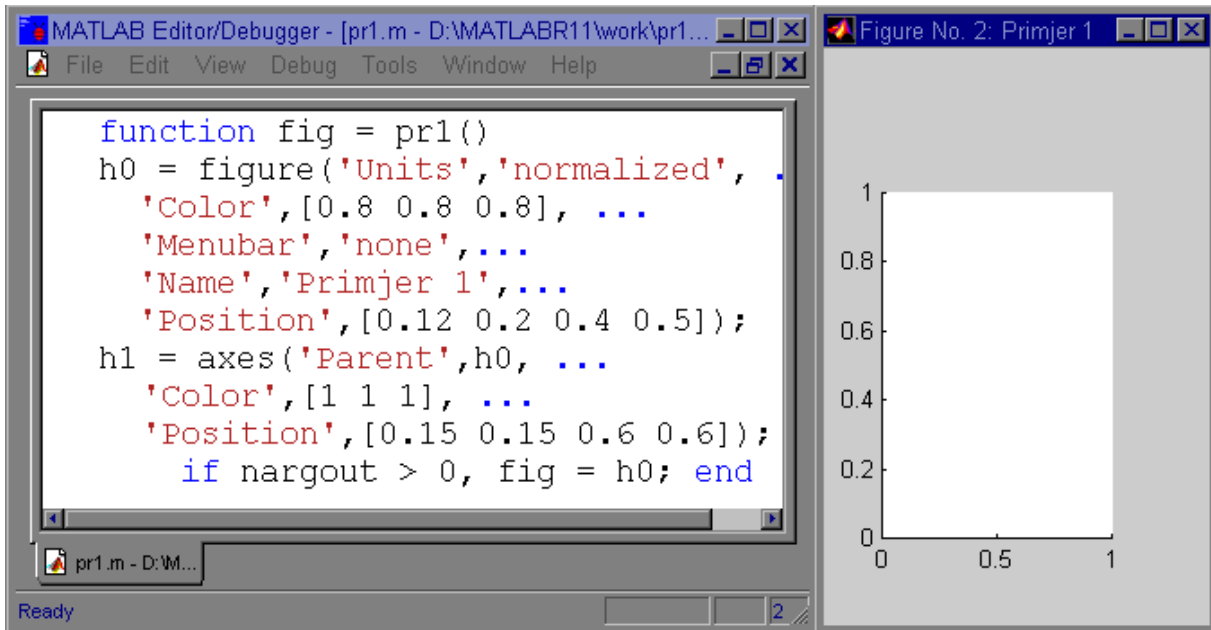 MATLAB Editor/Debugger - [pr1.m - D:\MATLABR11\work\pr1...
File Edit View Debug Tools Window Help
function fig = pr1()
h0 = figure('Units','normalized', .
'Color',[0.8 0.8 0.8], ...
'Menubar','none',...
'Name','Primjer 1',...
'Position',[0.12 0.2 0.4 0.5]);
h1 = axes('Parent',h0, ...
'Color',[1 1 1], ...
'Position',[0.15 0.15 0.6 0.6]);
if nargout > 0, fig = h0; end
pr1.m - D:\M...
Ready
2
Figure No. 2: Primjer 1
1
0.8
0.6
0.4
0.2
0
0 0.5 1